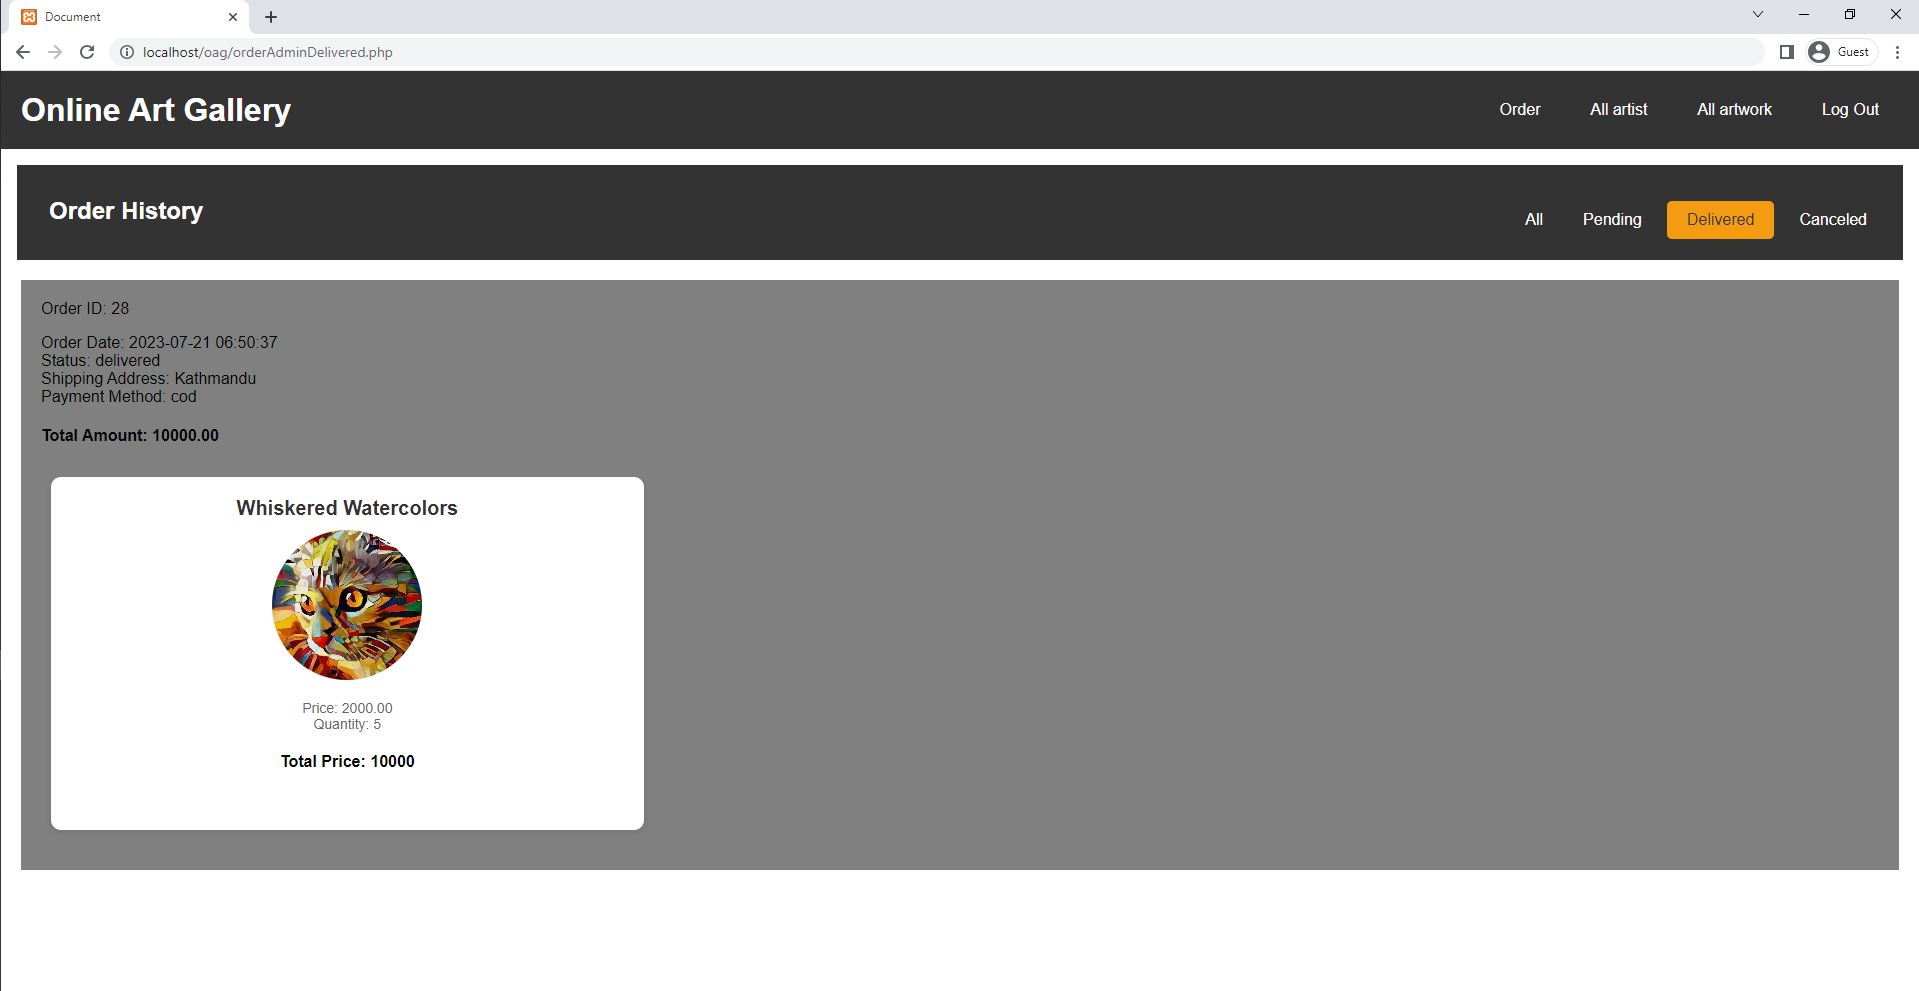 Document
localhost/oag/orderAdminDelivered.php
Guest
Online Art Gallery
Order
All artist
All artwork
Log Out
Order History
All
Pending
Delivered
Canceled
Order ID: 28
Order Date: 2023-07-21 06:50:37
Status: delivered
Shipping Address: Kathmandu
Payment Method: cod
Total Amount: 10000.00
Whiskered Watercolors
Price: 2000.00
Quantity: 5
Total Price: 10000